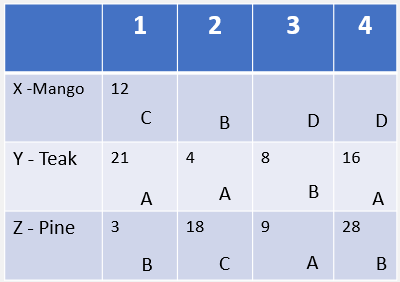 1 2 3 4
X -Mango 12
C B D D
Y - Teak 21 4 8 16
A A B A
Z - Pine 3 18 9 28
B C A B